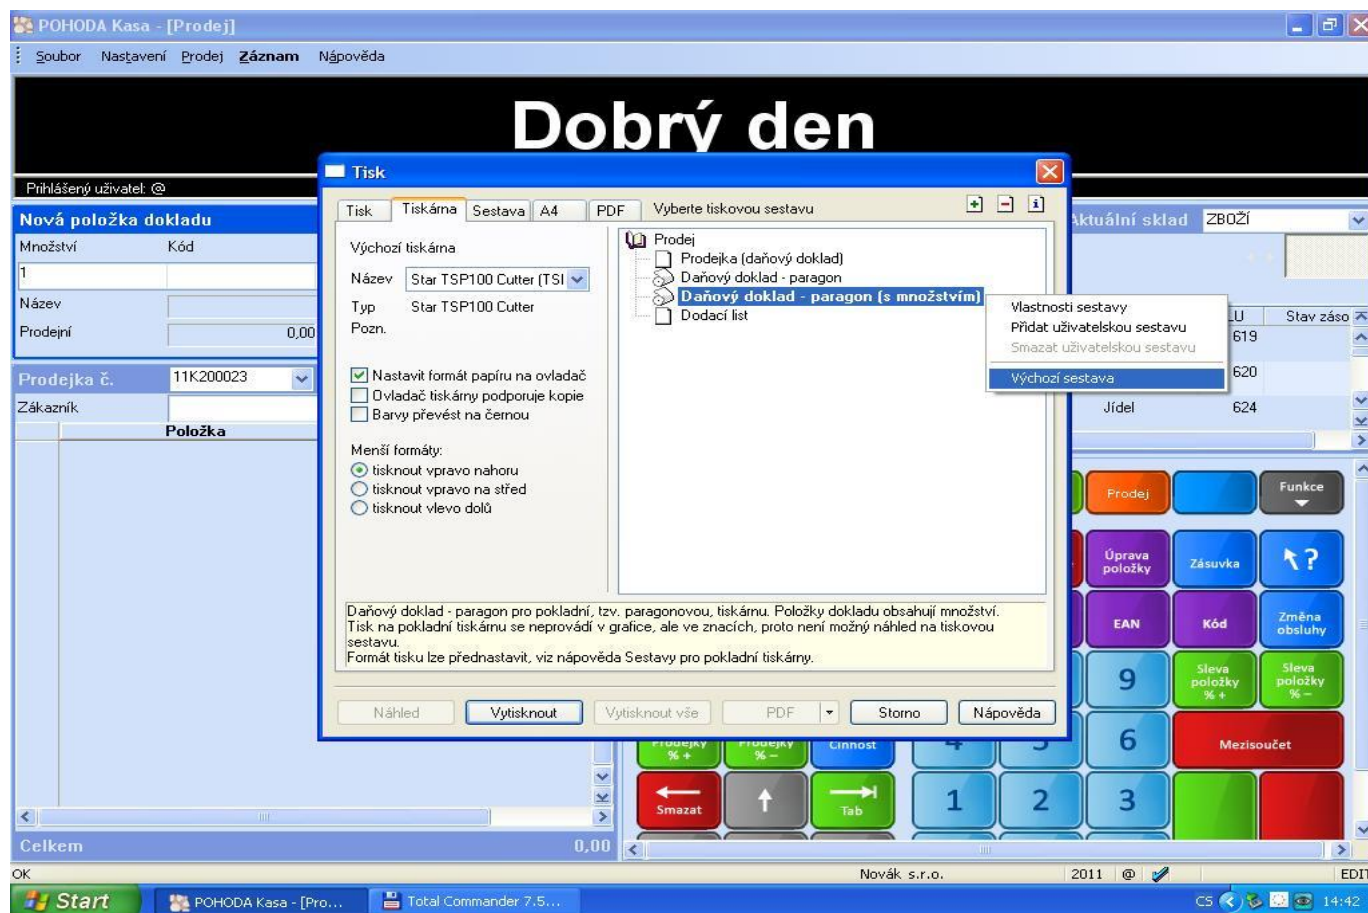 POHODA Kasa - [Prodej]
Soubor Nastavení Prodej Záznam Nápověda
Dobrý den
Prihlášený uživatel: @
Nová položka dokladu
Aktuální sklad ZBOŽÍ
Množství Kód
1
Název
Prodejní 0,00
Prodejka č. 11K200023
Zákazník
Položka
Celkem 0,00
LU Stav záso
619
620
Jídel 624
Tisk
Tisk Tiskárna Sestava A4 PDF Vyberte tiskovou sestavu
Výchozí tiskárna
Název Star TSP100 Cutter (TSI
Typ Star TSP100 Cutter
Pozn.
Nastavit formát papíru na ovladač
Ovladač tiskárny podporuje kopie
Barvy převést na černou
Menší formáty:
tisknout vpravo nahoru
tisknout vpravo na střed
tisknout vlevo dolů
Prodej
Prodejka (daňový doklad)
Daňový doklad - paragon
Daňový doklad - paragon (s množstvím)
Dodací list
Vlastnosti sestavy
Přidat uživatelskou sestavu
Smazat uživatelskou sestavu
Výchozí sestava
Daňový doklad - paragon pro pokladní, tzv. paragonovou, tiskárnu. Položky dokladu obsahují množství.
Tisk na pokladní tiskárnu se neprovádí v grafice, ale ve znacích, proto není možný náhled na tiskovou
sestavu.
Formát tisku lze přednastavit, viz nápověda Sestavy pro pokladní tiskárny.
Náhled Vytisknout Vytisknout vše PDF Storno Nápověda
Prodej Funkce
Úprava
položky Zásuvka ?
EAN Kód Změna
obsluhy
9 Sleva
položky
% + Sleva
položky
% –
Prodejky
% + Prodejky
% – Činnost 4 5 6 Mezisoučet
Smazat Tab 1 2 3
OK Novák s.r.o. 2011 @ EDIT
Start POHODA Kasa - [Pro... Total Commander 7.5... CS 14:42